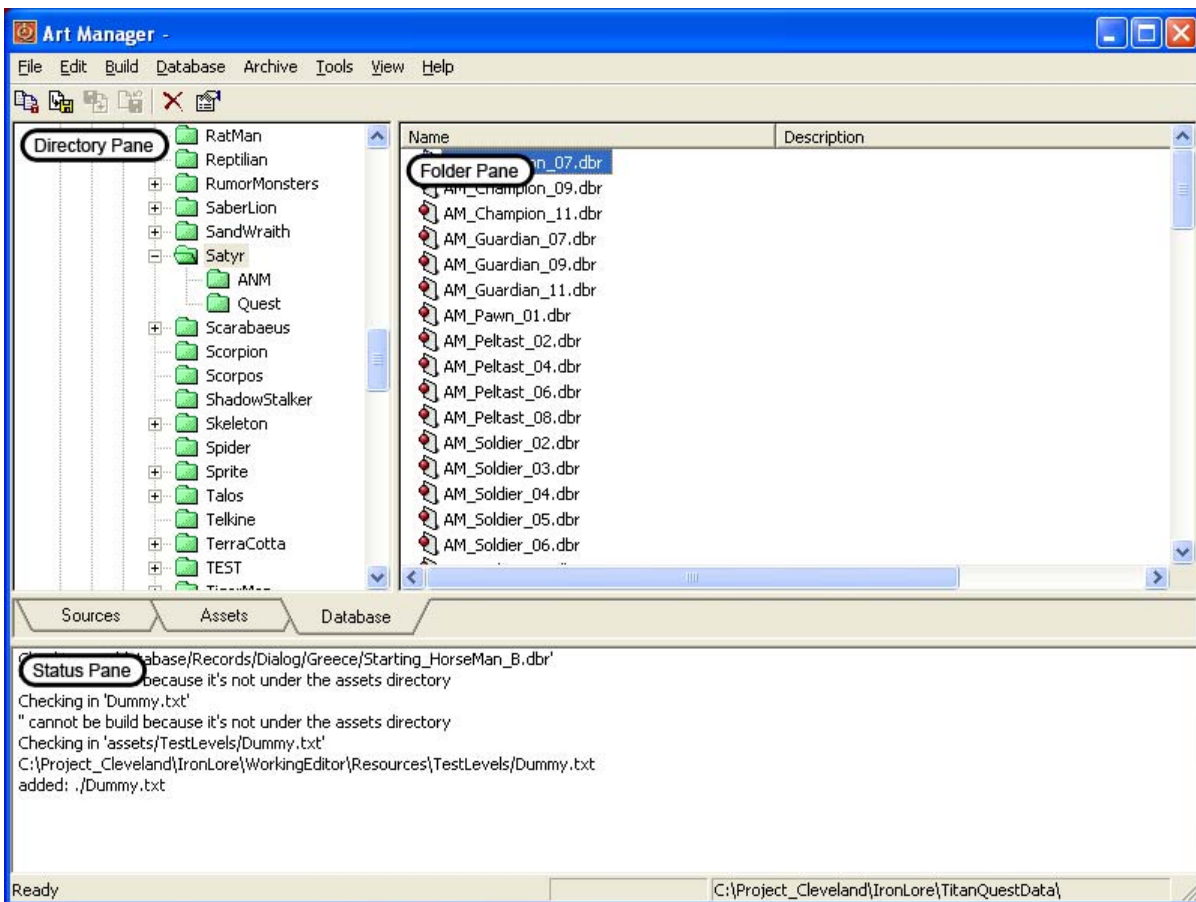 Art Manager -
File Edit Build Database Archive Tools View Help
Directory Pane
RatMan
Reptilian
RumorMonsters
SaberLion
SandWraith
Satyr
ANM
Quest
Scarabaeus
Scorpion
Scorpos
ShadowStalker
Skeleton
Spider
Sprite
Talos
Telkine
TerraCotta
TEST
Name Description
Folder Pane
on_07.dbr
AM_Champion_09.dbr
AM_Champion_11.dbr
AM_Guardian_07.dbr
AM_Guardian_09.dbr
AM_Guardian_11.dbr
AM_Pawn_01.dbr
AM_Peltast_02.dbr
AM_Peltast_04.dbr
AM_Peltast_06.dbr
AM_Peltast_08.dbr
AM_Soldier_02.dbr
AM_Soldier_03.dbr
AM_Soldier_04.dbr
AM_Soldier_05.dbr
AM_Soldier_06.dbr
Sources Assets Database
Status Pane
abase/Records/Dialog/Greece/Starting_HorseMan_B.dbr'
because it's not under the assets directory
Checking in 'Dummy.txt'
" cannot be build because it's not under the assets directory
Checking in 'assets/TestLevels/Dummy.txt'
C:\Project_Cleveland\IronLore\WorkingEditor\Resources\TestLevels/Dummy.txt
added: ./Dummy.txt
Ready C:\Project_Cleveland\IronLore\TitanQuestData\